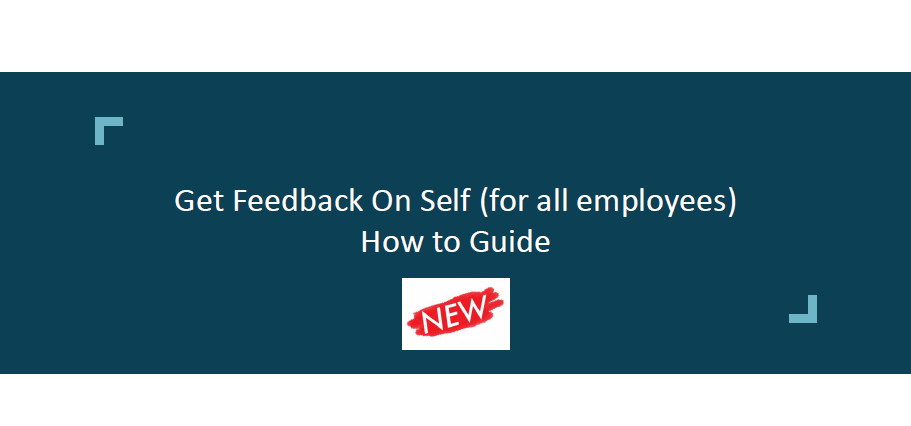 Get Feedback On Self (for all employees)
How to Guide
NEW